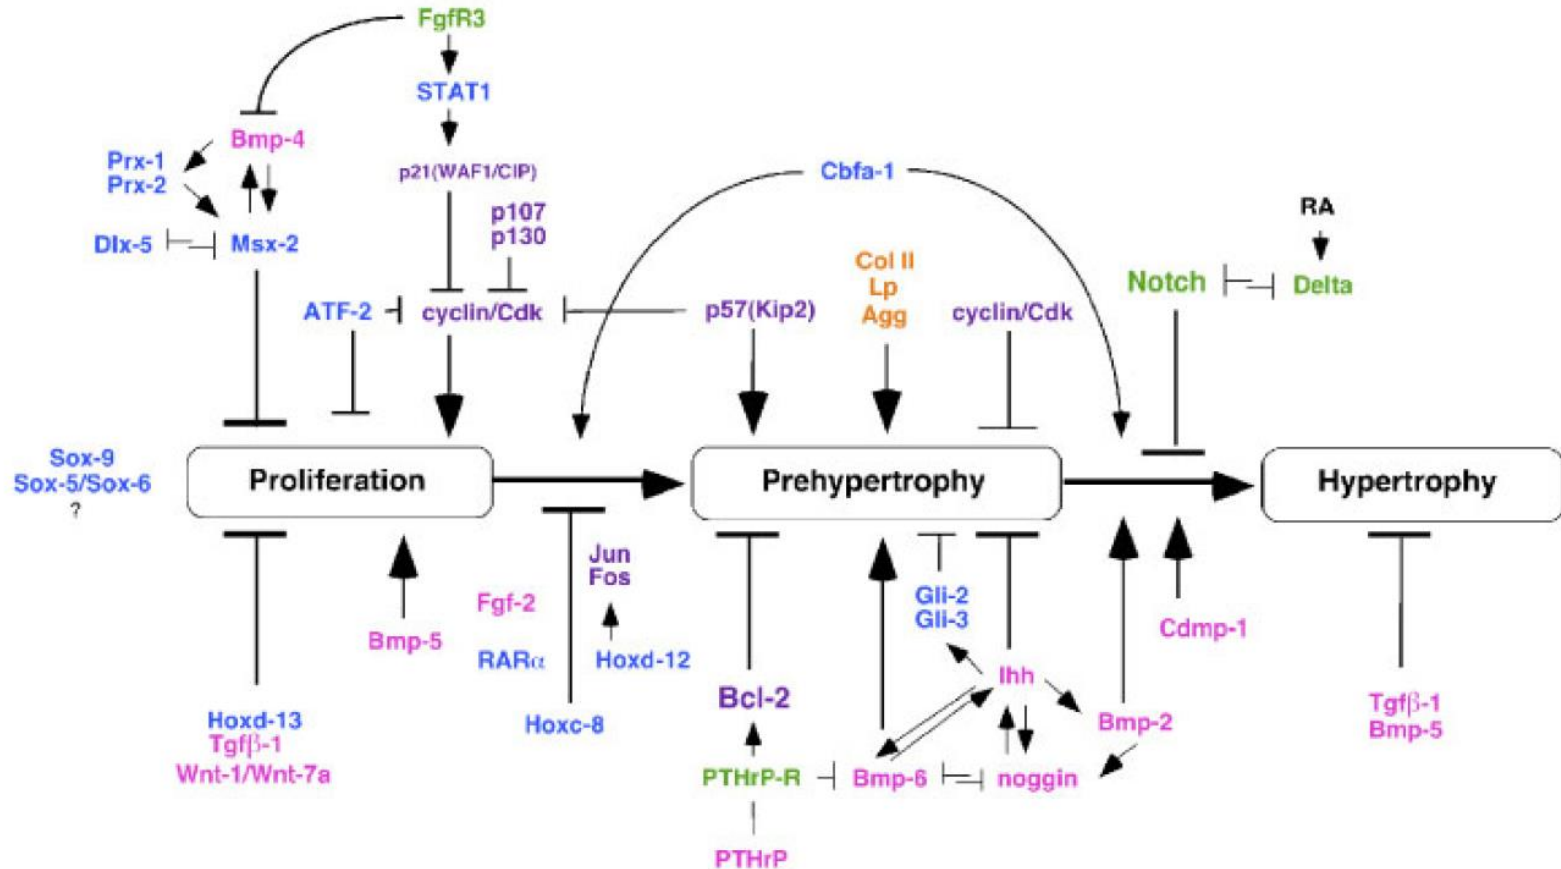 FgfR3
STAT1
Bmp-4
Prx-1
Prx-2
p21(WAF1/CIP)
Cbfa-1
p107
p130
RA
Dlx-5
Msx-2
Col II
Lp
Agg
Notch
Delta
ATF-2
cyclin/Cdk
p57(Kip2)
cyclin/Cdk
Sox-9
Sox-5/Sox-6
?
Proliferation
Prehypertrophy
Hypertrophy
Jun
Fos
Fgf-2
Gli-2
Gli-3
Bmp-5
Cdmp-1
RARα
Hoxd-12
Ihh
Bcl-2
Hoxd-13
Tgfβ-1
Wnt-1/Wnt-7a
Hoxc-8
Bmp-2
Tgfβ-1
Bmp-5
PTHrP-R
Bmp-6
noggin
PTHrP